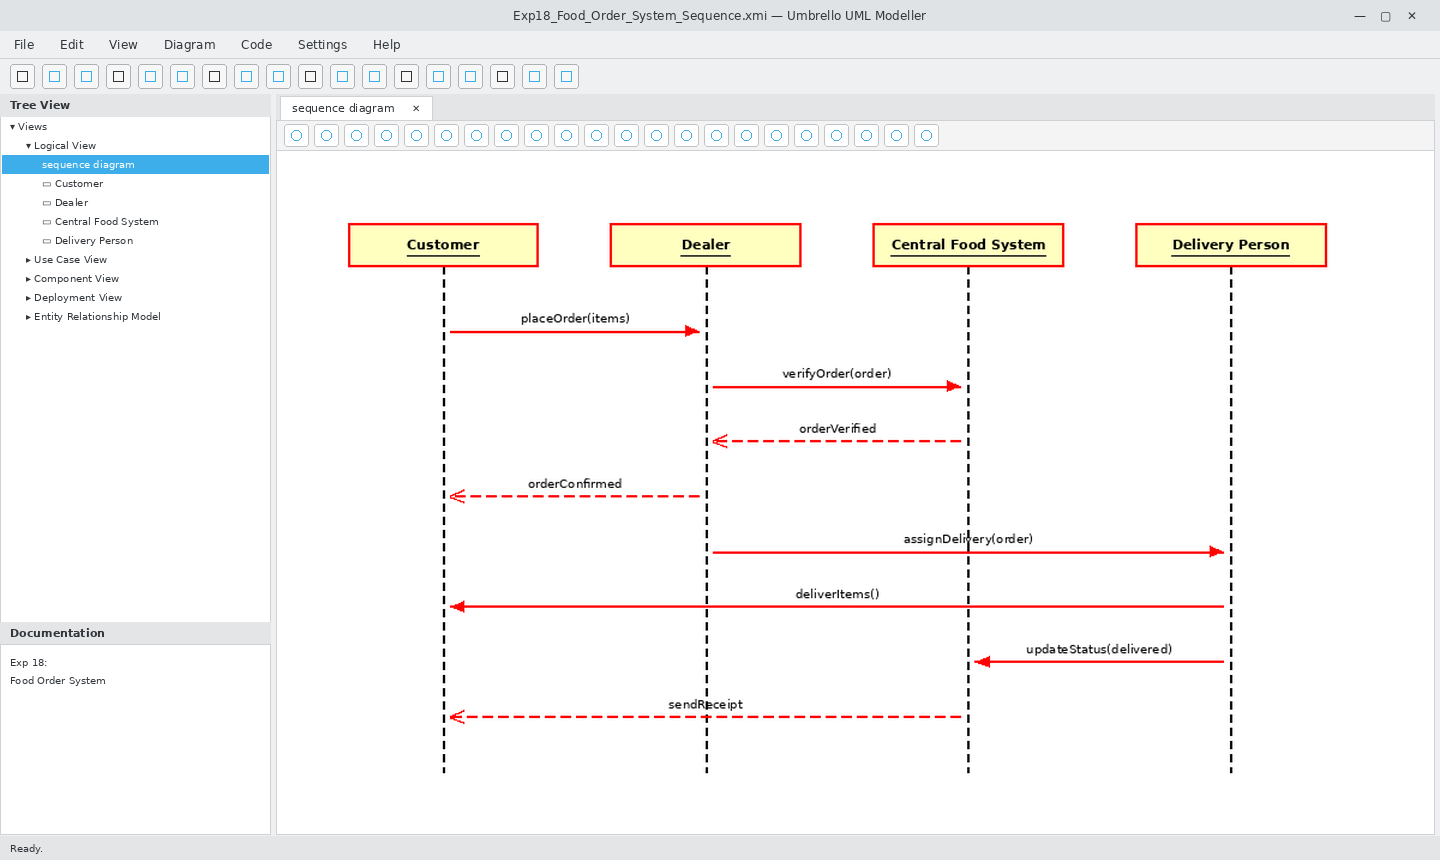 Exp18_Food_Order_System_Sequence.xmi — Umbrello UML Modeller
File Edit View Diagram Code Settings Help
Tree View
Views
Logical View
sequence diagram
Customer
Dealer
Central Food System
Delivery Person
Use Case View
Component View
Deployment View
Entity Relationship Model
Documentation
Exp 18:
Food Order System
sequence diagram
Customer Dealer Central Food System Delivery Person
placeOrder(items)
verifyOrder(order)
orderVerified
orderConfirmed
assignDelivery(order)
deliverItems()
updateStatus(delivered)
sendReceipt
Ready.